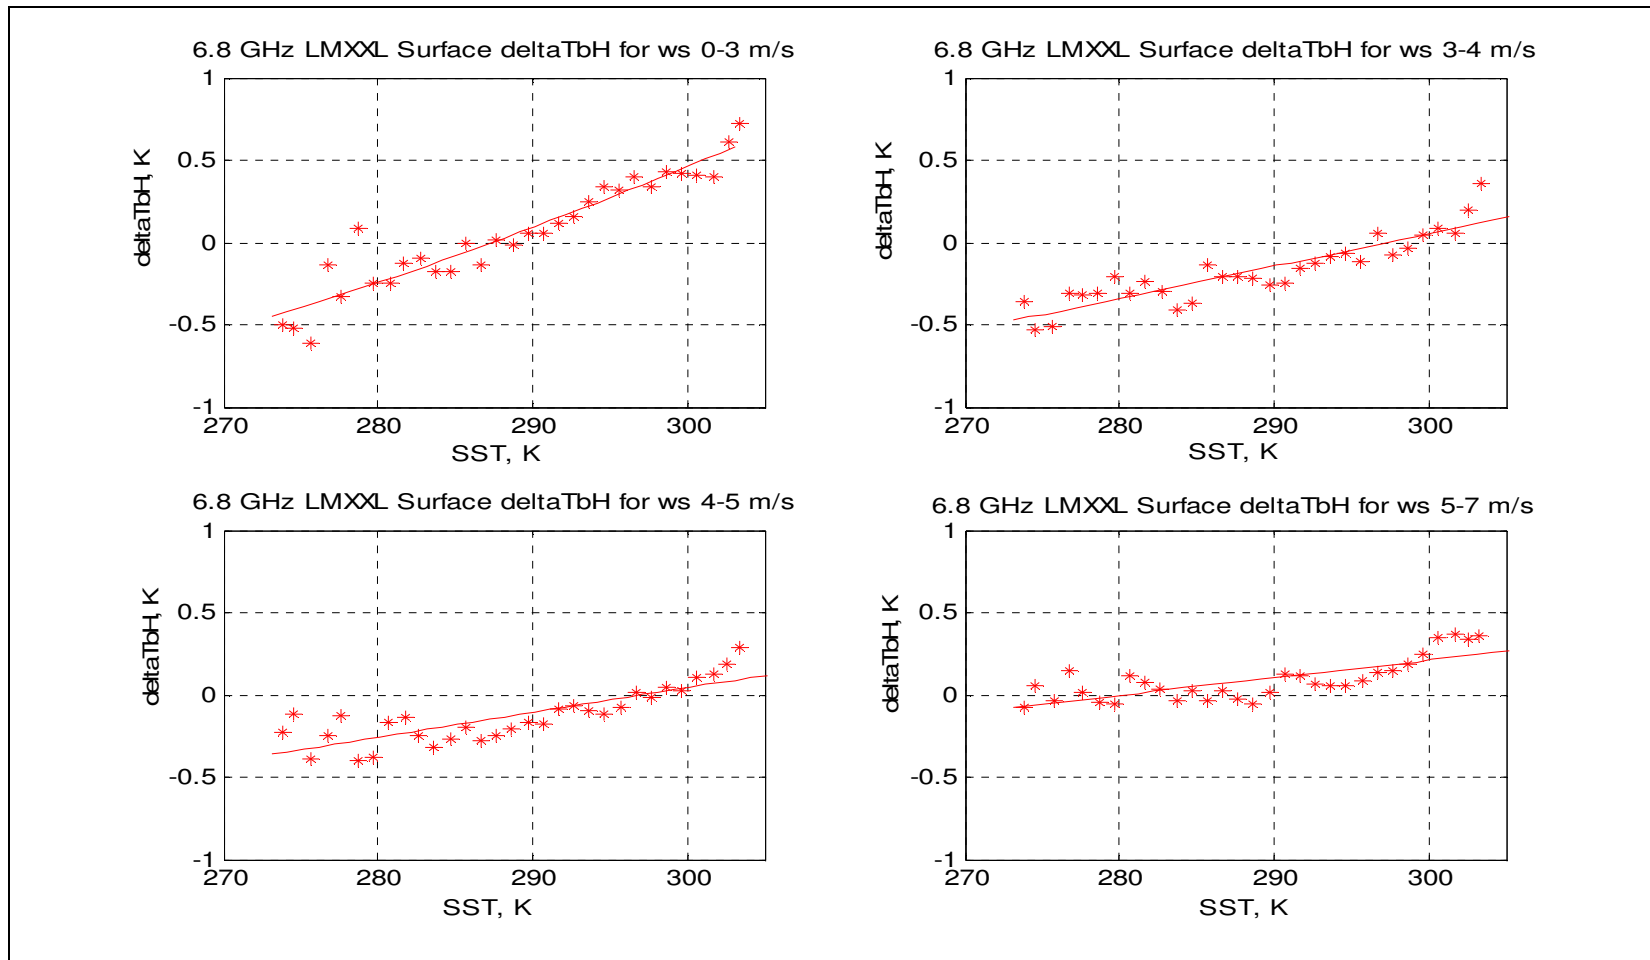 6.8 GHz LMXXL Surface deltaTbH for ws 0-3 m/s
1
0.5
0
-0.5
-1
deltaTbH, K
270 280 290 300
SST, K
6.8 GHz LMXXL Surface deltaTbH for ws 3-4 m/s
1
0.5
0
-0.5
-1
deltaTbH, K
270 280 290 300
SST, K
6.8 GHz LMXXL Surface deltaTbH for ws 4-5 m/s
1
0.5
0
-0.5
-1
deltaTbH, K
270 280 290 300
SST, K
6.8 GHz LMXXL Surface deltaTbH for ws 5-7 m/s
1
0.5
0
-0.5
-1
deltaTbH, K
270 280 290 300
SST, K